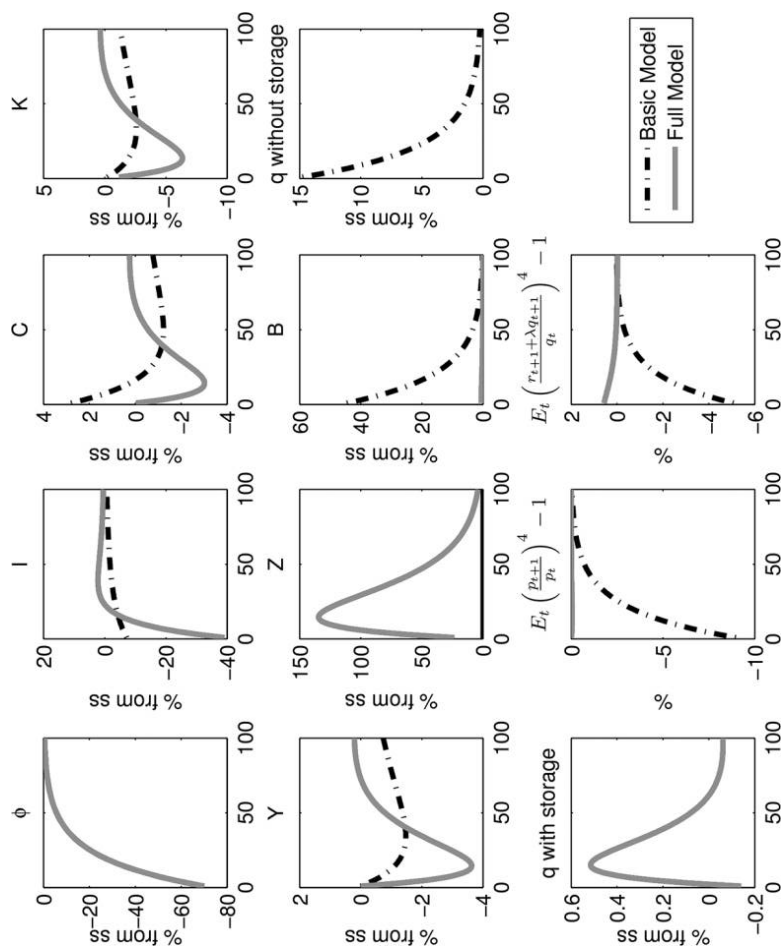 φ
0
−20
−40
−60
−80
0 50 100
I
% from ss
20
0
−20
−40
0 50 100
C
% from ss
4
2
0
−2
−4
0 50 100
K
% from ss
5
0
−5
−10
0 50 100
Y
% from ss
2
0
−2
−4
0 50 100
Z
% from ss
150
100
50
0
0 50 100
B
% from ss
60
40
20
0
0 50 100
q without storage
% from ss
15
10
5
0
0 50 100
q with storage
% from ss
0.6
0.4
0.2
0
−0.2
0 50 100
E_t (p_{t+1}/p_t)^4 − 1
%
0
−5
−10
0 50 100
E_t (r_{t+1}+λq_{t+1}/q_t)^4 − 1
%
2
0
−2
−4
−6
0 50 100
Basic Model
Full Model